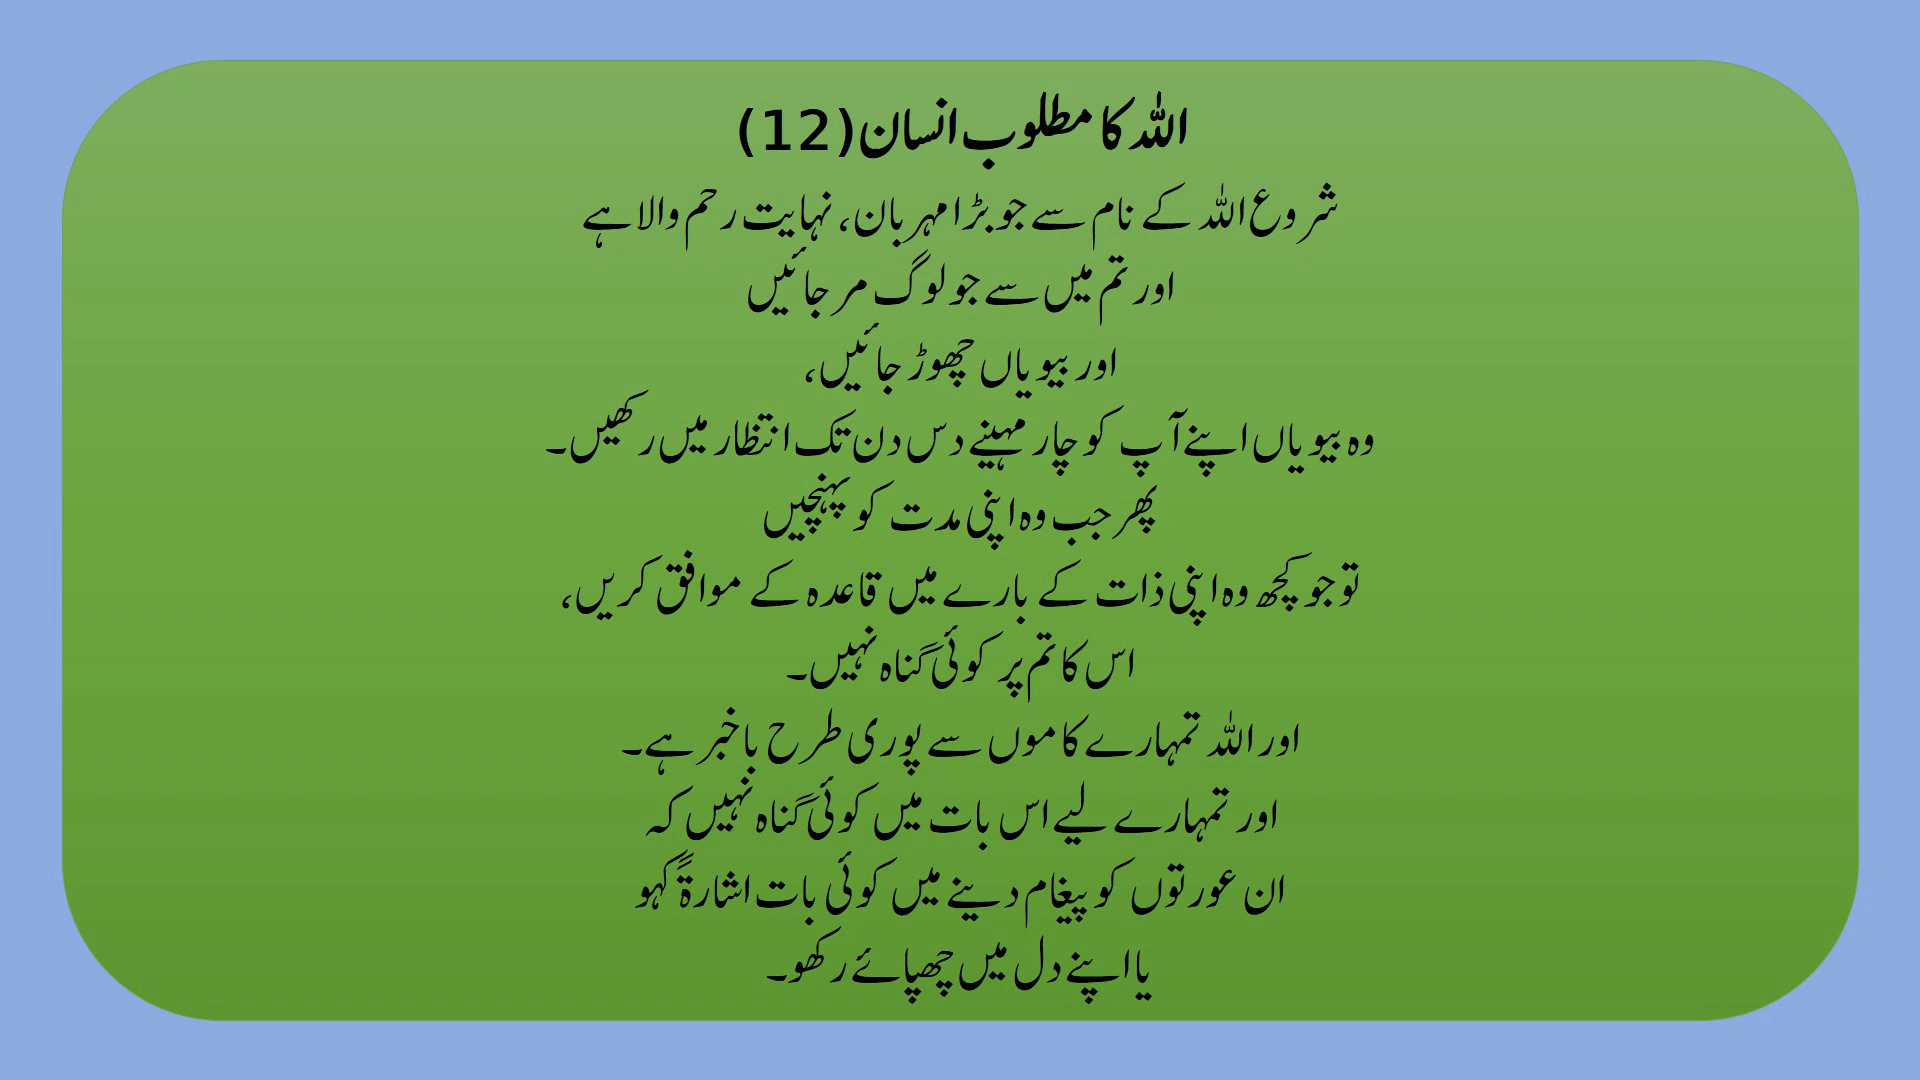 اللہ کا مطلوب انسان(12)
شروع اللہ کے نام سے جو بڑا مہربان، نہایت رحم والا ہے
اور تم میں سے جو لوگ مر جائیں
اور بیویاں چھوڑ جائیں،
وہ بیویاں اپنے آپ کو چار مہینے دس دن تک انتظار میں رکھیں۔
پھر جب وہ اپنی مدت کو پہنچیں
تو جو کچھ وہ اپنی ذات کے بارے میں قاعدہ کے موافق کریں،
اس کا تم پر کوئی گناہ نہیں۔
اور اللہ تمہارے کاموں سے پوری طرح باخبر ہے۔
اور تمہارے لیے اس بات میں کوئی گناہ نہیں کہ
ان عورتوں کو پیغام دینے میں کوئی بات اشارۃً کہو
یا اپنے دل میں چھپائے رکھو۔